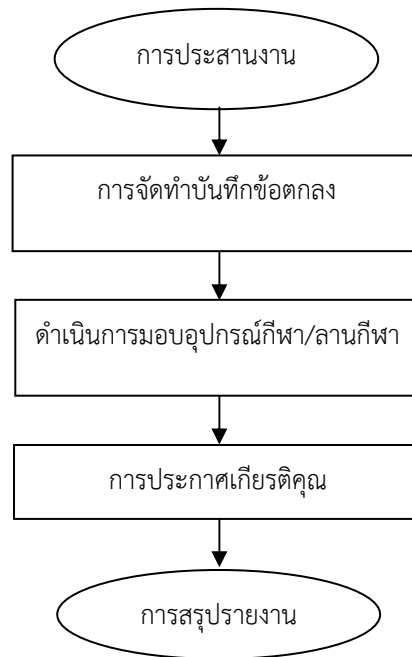 การประสานงาน
การจัดทำบันทึกข้อตกลง
ดำเนินการมอบอุปกรณ์กีฬา/ลานกีฬา
การประกาศเกียรติคุณ
การสรุปรายงาน